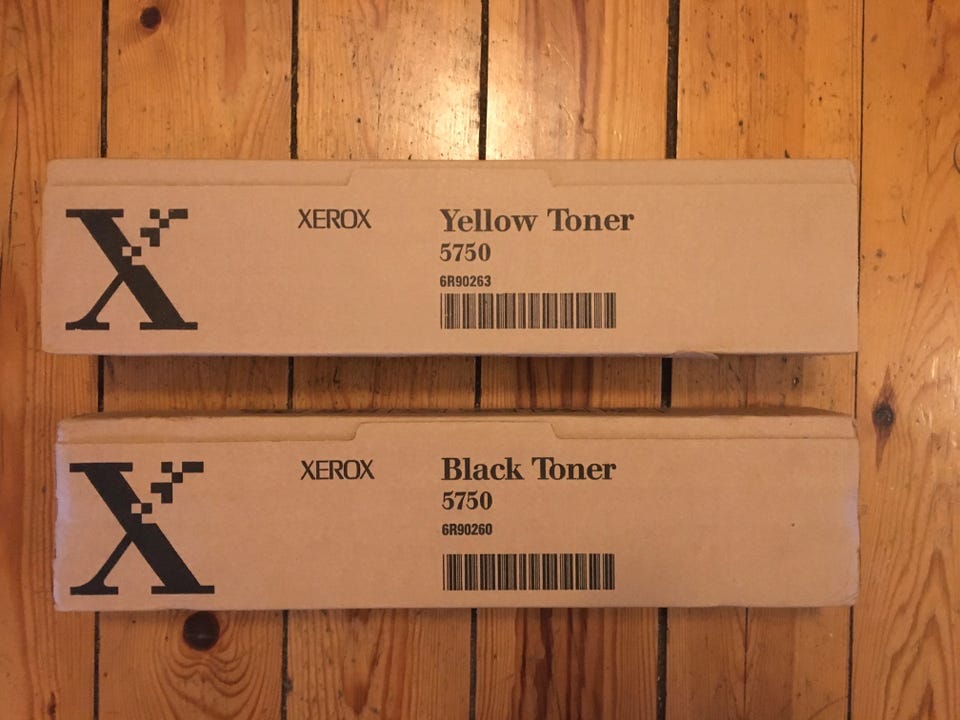 X
XEROX
Yellow Toner
5750
6R90263
X
XEROX
Black Toner
5750
6R90260